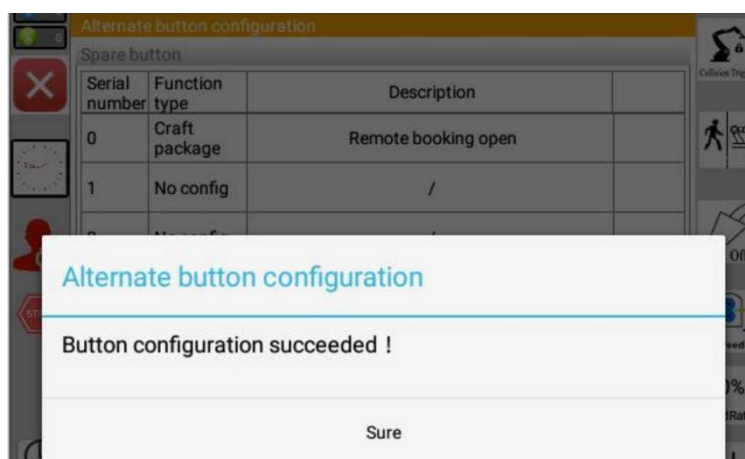 0
Alternate button configuration
Spare button
Serial number
Function type
Description
0
Craft package
Remote booking open
1
No config
/
Alternate button configuration
Button configuration succeeded！
Sure